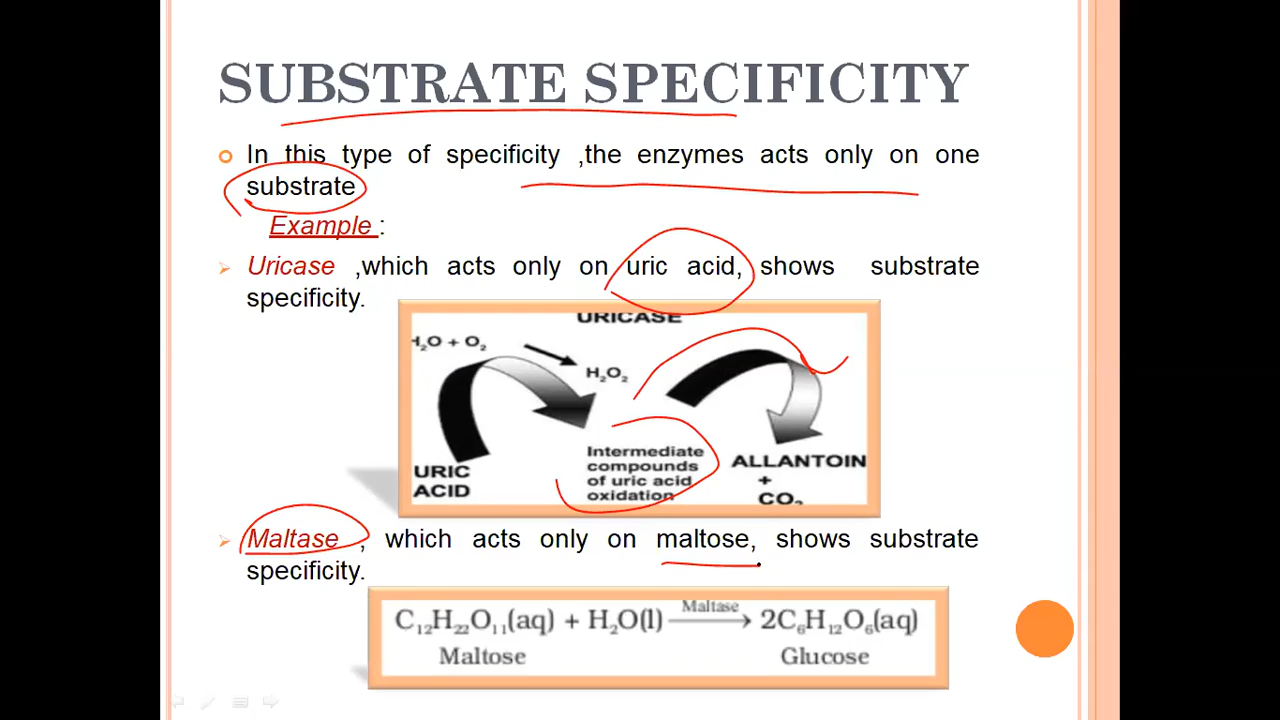 SUBSTRATE SPECIFICITY
In this type of specificity ,the enzymes acts only on one
substrate
Example :
Uricase ,which acts only on uric acid, shows substrate
specificity.
URICASE
H₂O + O₂
H₂O₂
Intermediate
compounds
of uric acid
oxidation
URIC
ACID
ALLANTOIN
+
CO₂
Maltase , which acts only on maltose, shows substrate
specificity.
C₁₂H₂₂O₁₁(aq) + H₂O(l) Maltase ⟶ 2C₆H₁₂O₆(aq)
Maltose Glucose